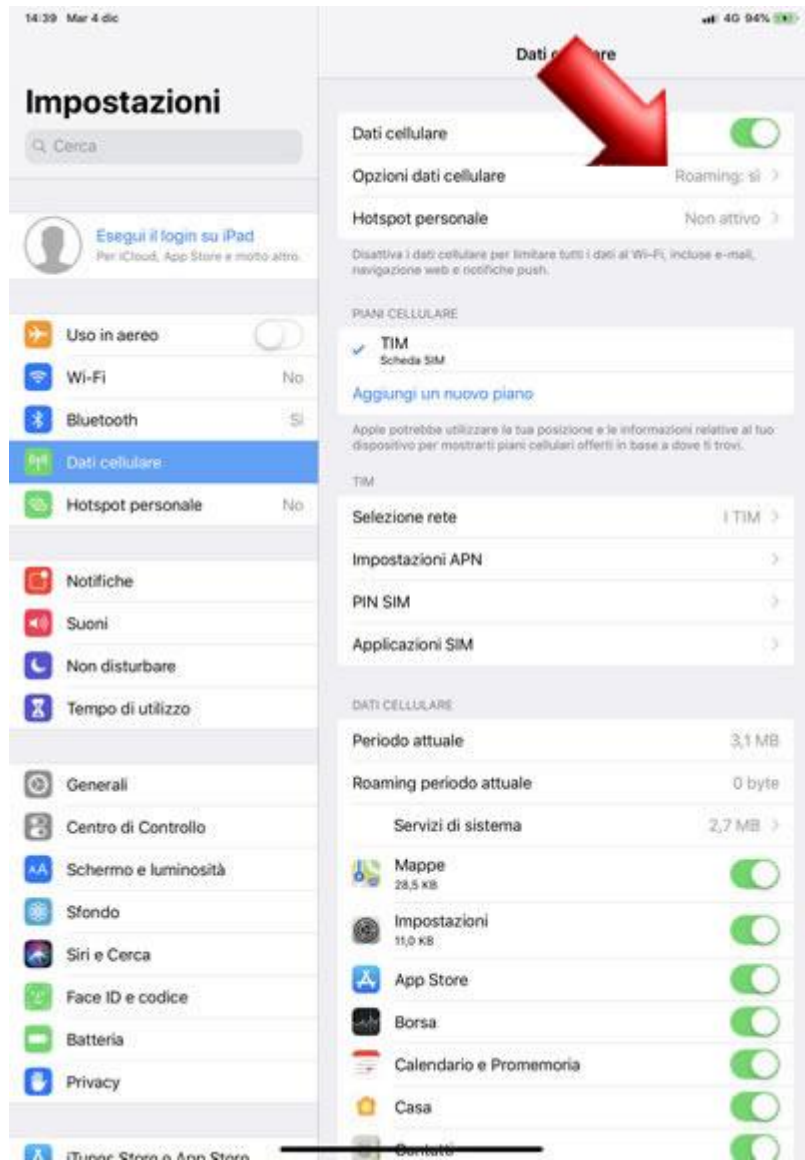 14:39 Mar 4 dic
4G 94%
Impostazioni
Cerca
Esegui il login su iPad
Per iCloud, App Store e molto altro.
Uso in aereo
Wi-Fi No
Bluetooth Sì
Dati cellulare
Hotspot personale No
Notifiche
Suoni
Non disturbare
Tempo di utilizzo
Generali
Centro di Controllo
AA Schermo e luminosità
Sfondo
Siri e Cerca
Face ID e codice
Batteria
Privacy
iTunes Store e App Store
Dati
Dati cellulare
Opzioni dati cellulare Roaming: sì
Hotspot personale Non attivo
Disattiva i dati cellulare per limitare tutti i dati al Wi-Fi, incluse e-mail,
navigazione web e notifiche push.
PIANI CELLULARE
TIM
Scheda SIM
Aggiungi un nuovo piano
Apple potrebbe utilizzare la tua posizione e le informazioni relative al tuo
dispositivo per mostrarti piani cellulari offerti in base a dove ti trovi.
TIM
Selezione rete I TIM
Impostazioni APN
PIN SIM
Applicazioni SIM
DATI CELLULARE
Periodo attuale 3,1 MB
Roaming periodo attuale 0 byte
Servizi di sistema 2,7 MB
Mappe
28,5 KB
Impostazioni
11,0 KB
App Store
Borsa
Calendario e Promemoria
Casa
Contatti